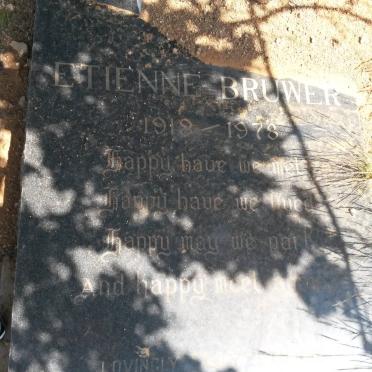 ETIENNE BRUWER
1919 – 1978
Happy have we met
Happy have we lived
Happy may we part
And happy meet
LOVINGLY